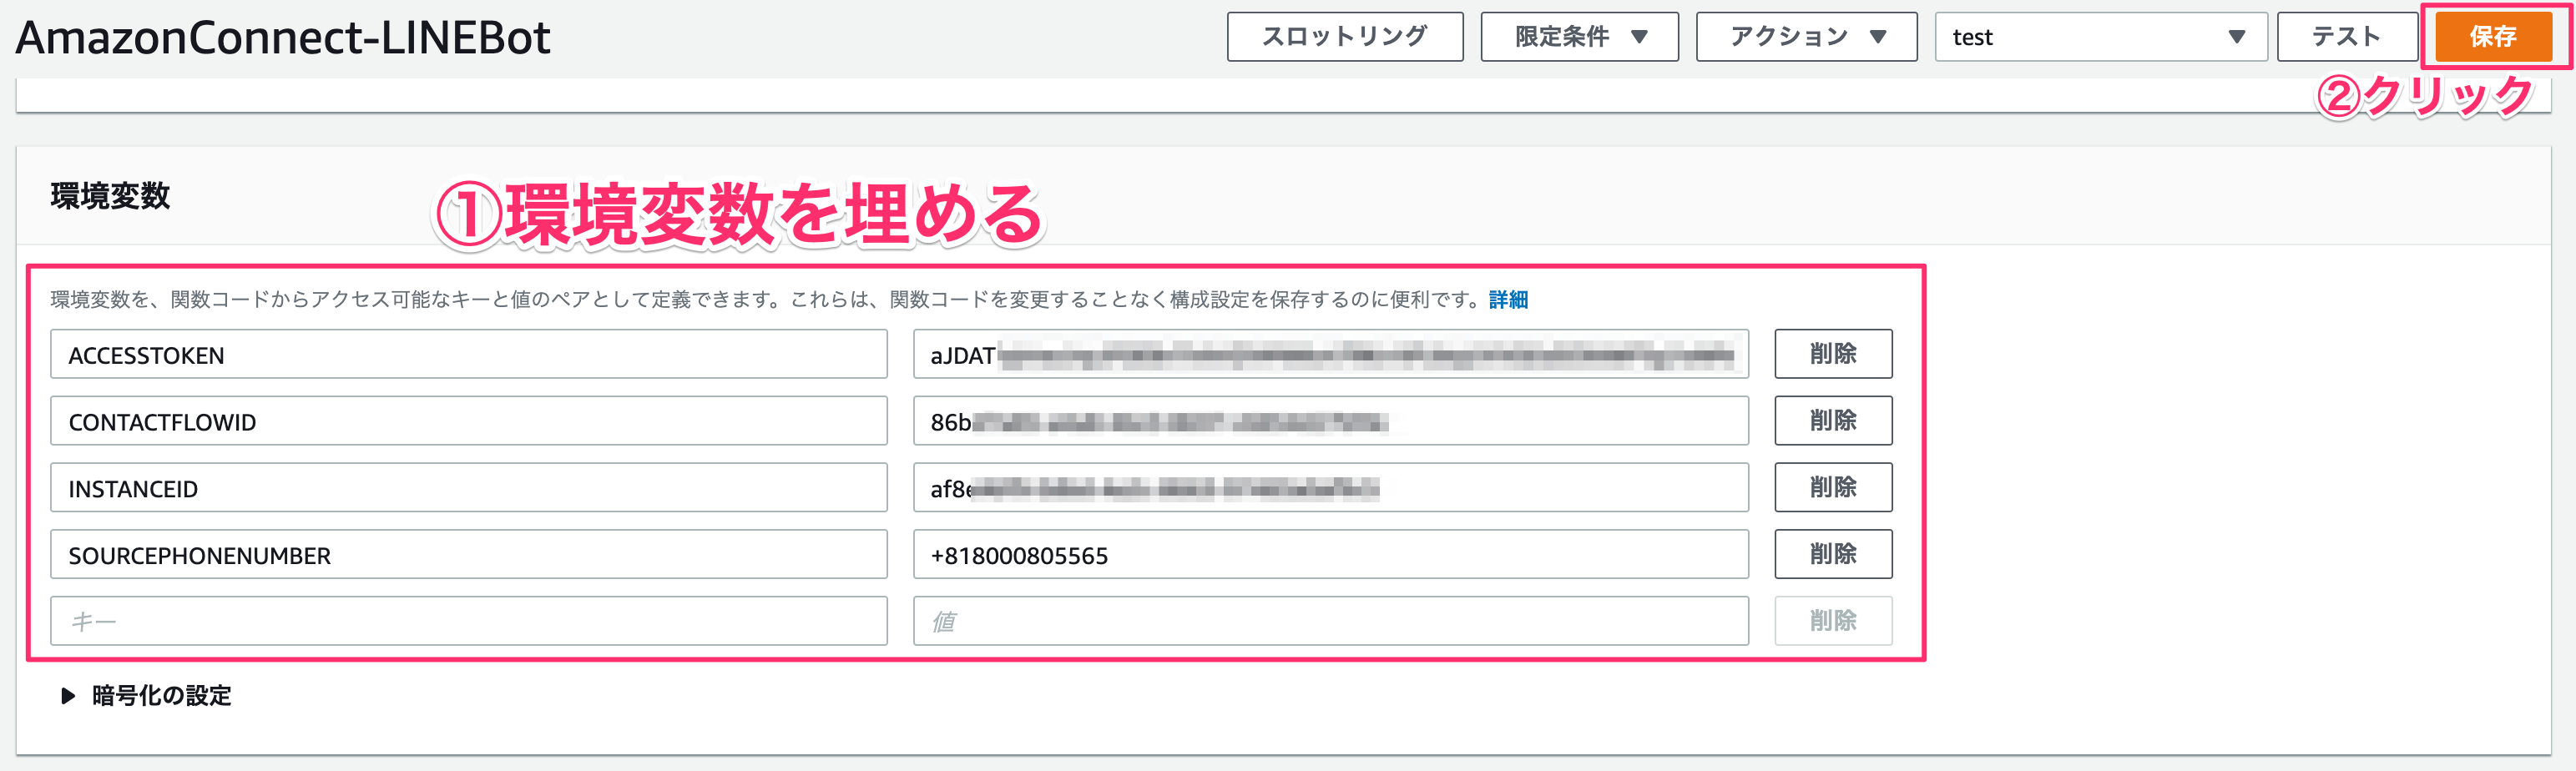 AmazonConnect-LINEBot
スロットリング 限定条件 アクション test テスト 保存
②クリック
環境変数
①環境変数を埋める
環境変数を、関数コードからアクセス可能なキーと値のペアとして定義できます。これらは、関数コードを変更することなく構成設定を保存するのに便利です。詳細
ACCESSTOKEN aJDAT 削除
CONTACTFLOWID 86b 削除
INSTANCEID af8e 削除
SOURCEPHONENUMBER +818000805565 削除
キー 値 削除
暗号化の設定